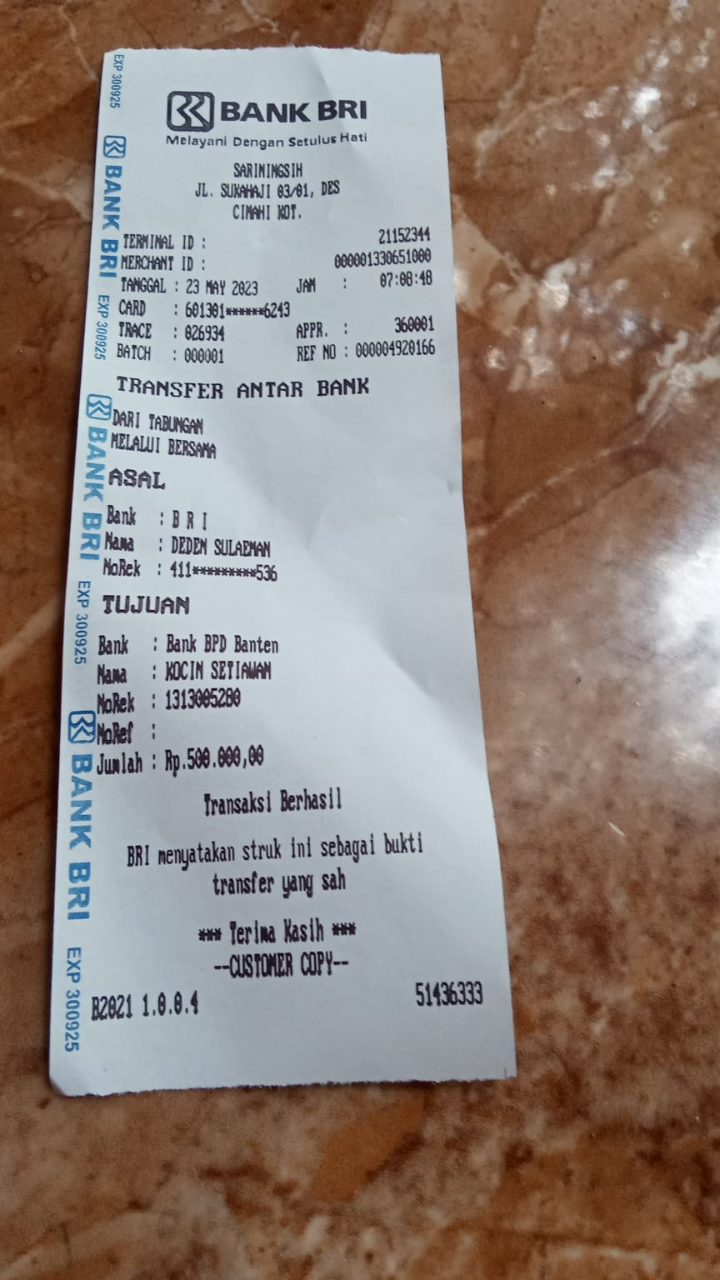 BANK BRI
Melayani Dengan Setulus Hati
SARININGSIH
JL. SUKAHAJI 03/01, DES
CIMAHI KOT.
TERMINAL ID : 21152344
MERCHANT ID : 000001330651000
TANGGAL : 23 MAY 2023 JAM : 07:08:48
CARD : 601301******6243
TRACE : 026934 APPR. : 360001
BATCH : 000001 REF NO : 000004920166
TRANSFER ANTAR BANK
DARI TABUNGAN
MELALUI BERSAMA
ASAL
Bank : B R I
Nama : DEDEN SULAEMAN
NoRek : 411*********536
TUJUAN
Bank : Bank BPD Banten
Nama : KOCIN SETIAWAN
NoRek : 1313005280
NoRef :
Jumlah : Rp.500.000,00
Transaksi Berhasil
BRI menyatakan struk ini sebagai bukti
transfer yang sah
*** Terima Kasih ***
--CUSTOMER COPY--
B2021 1.0.0.4 51436333
EXP 300925
BANK BRI
EXP 300925
BANK BRI
EXP 300925
BANK BRI
EXP 300925